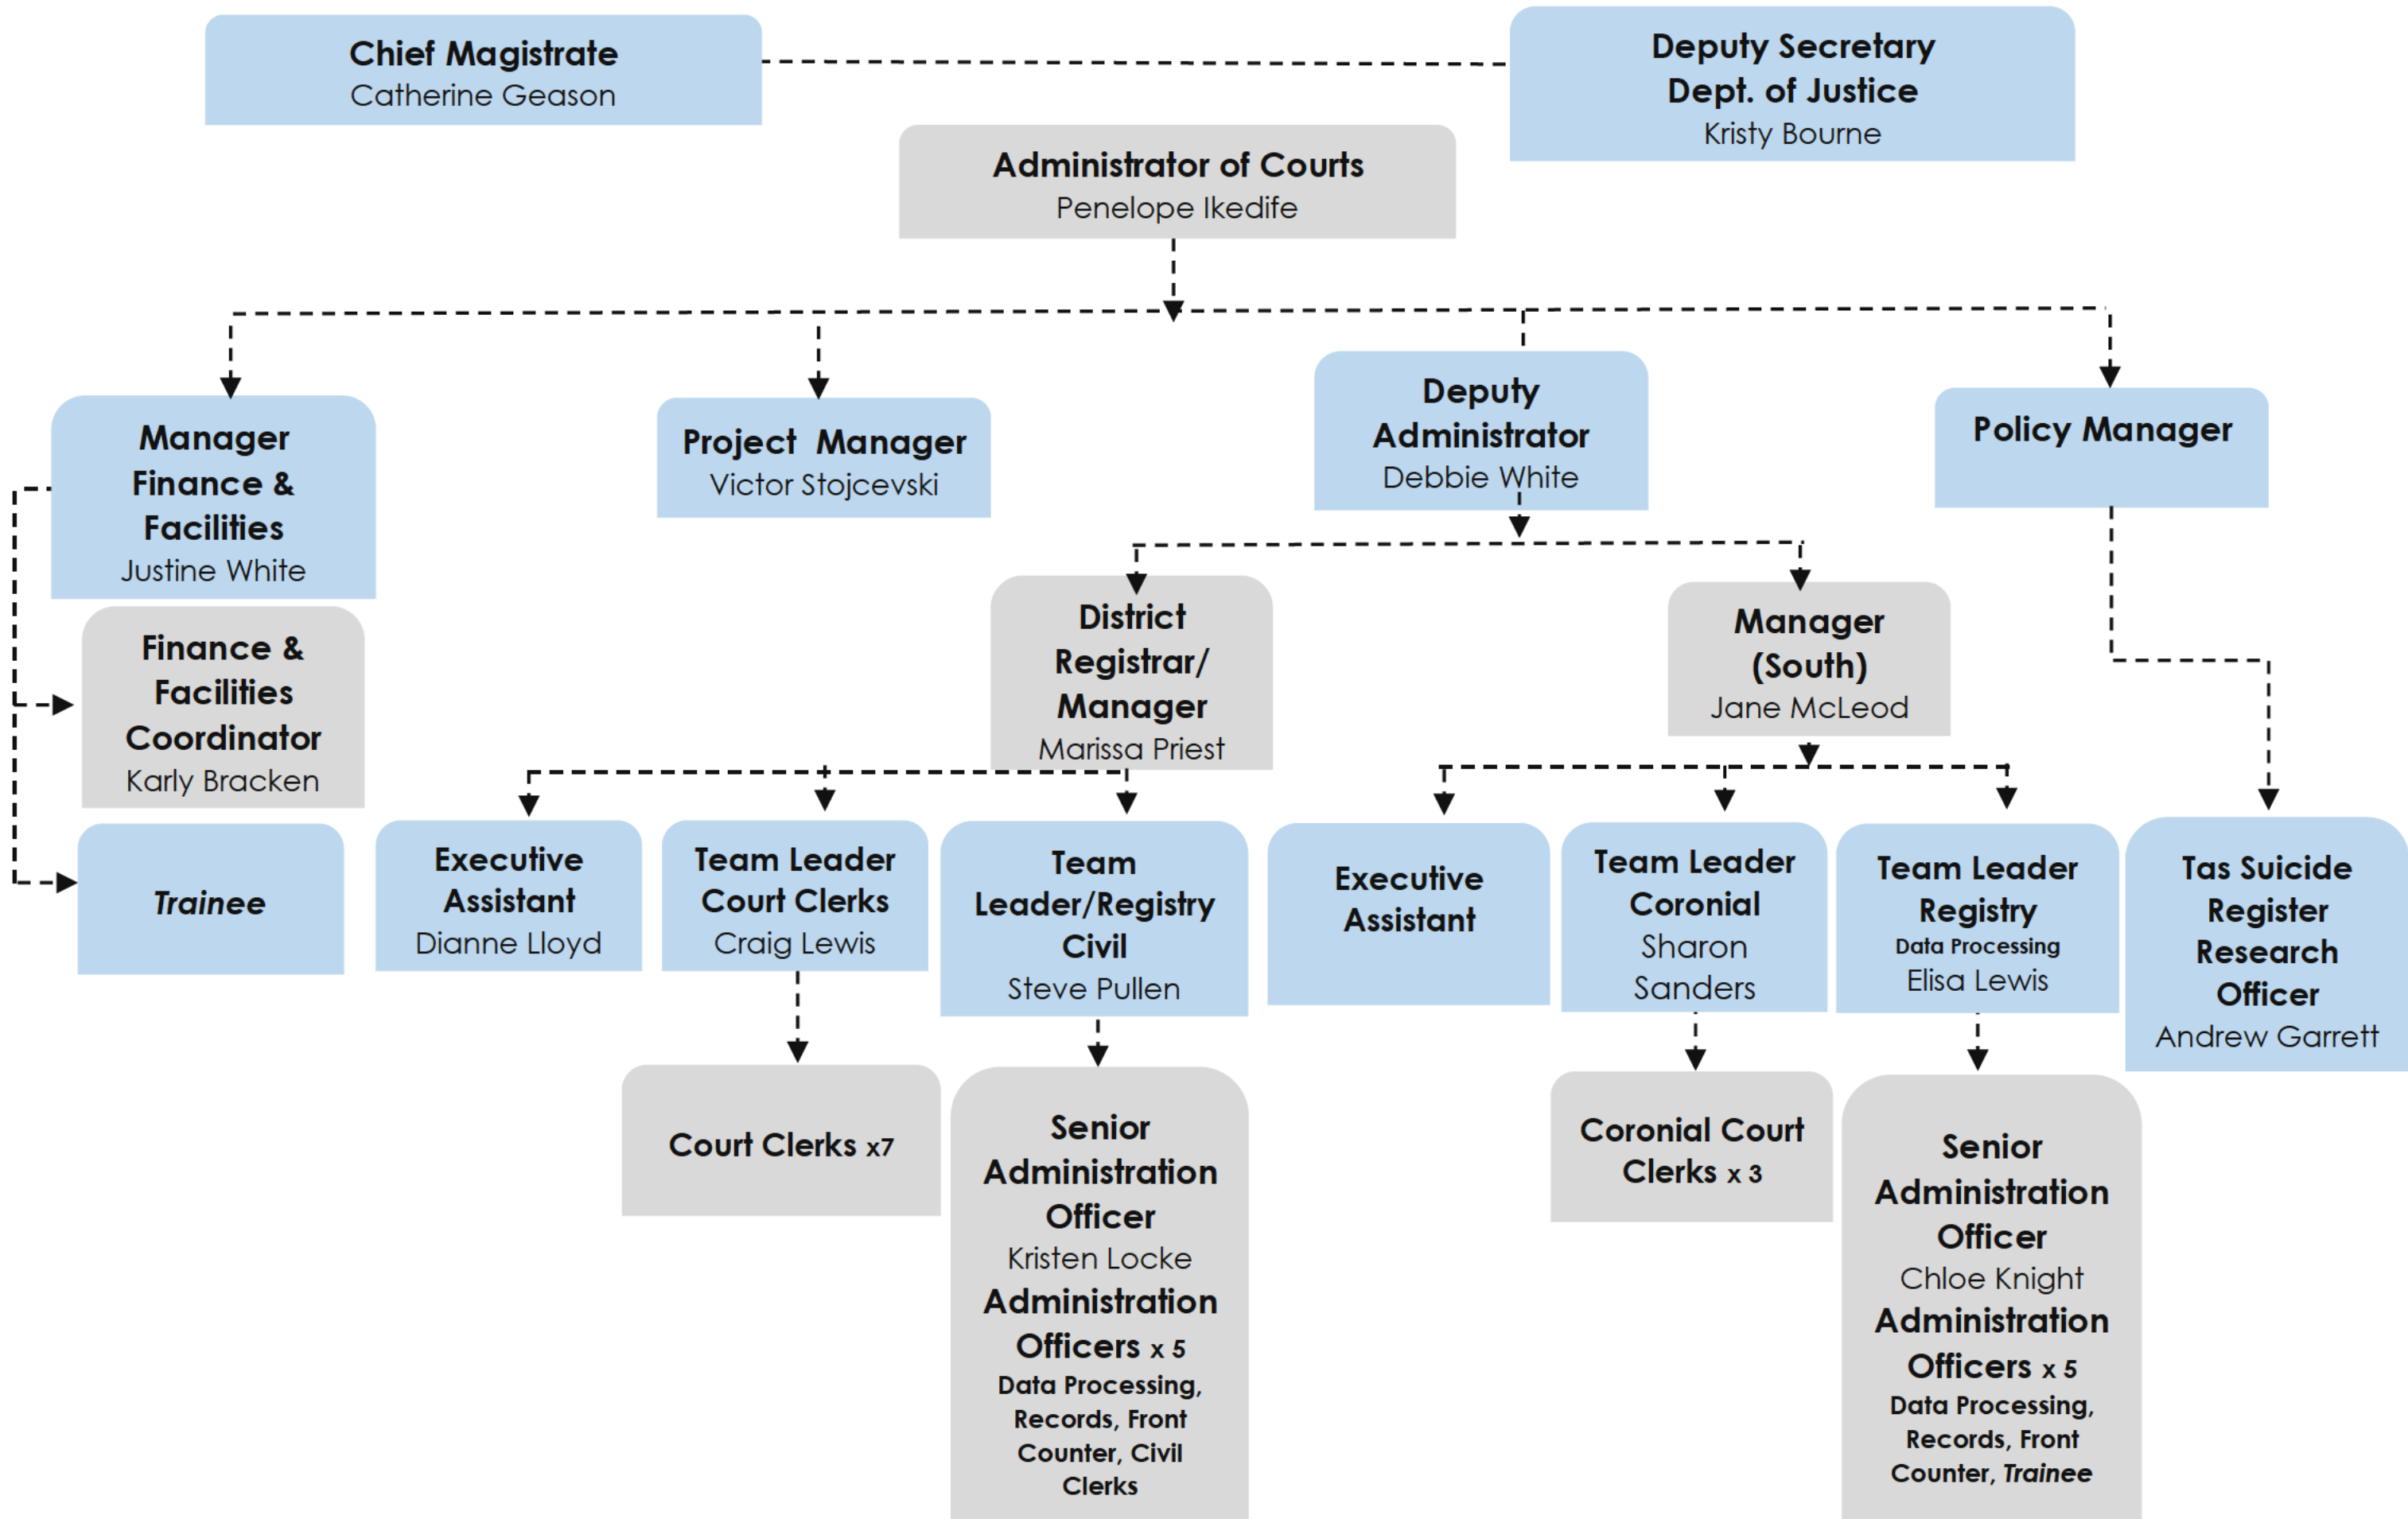 Chief Magistrate
Catherine Geason
Deputy Secretary
Dept. of Justice
Kristy Bourne
Administrator of Courts
Penelope Ikedife
Manager
Finance &
Facilities
Justine White
Project  Manager
Victor Stojcevski
Deputy
Administrator
Debbie White
Policy Manager
Finance &
Facilities
Coordinator
Karly Bracken
District
Registrar/
Manager
Marissa Priest
Manager
(South)
Jane McLeod
Trainee
Executive
Assistant
Dianne Lloyd
Team Leader
Court Clerks
Craig Lewis
Team
Leader/Registry
Civil
Steve Pullen
Executive
Assistant
Team Leader
Coronial
Sharon
Sanders
Team Leader
Registry
Data Processing
Elisa Lewis
Tas Suicide
Register
Research
Officer
Andrew Garrett
Court Clerks x7
Senior
Administration
Officer
Kristen Locke
Administration
Officers x 5
Data Processing,
Records, Front
Counter, Civil
Clerks
Coronial Court
Clerks x 3
Senior
Administration
Officer
Chloe Knight
Administration
Officers x 5
Data Processing,
Records, Front
Counter, Trainee